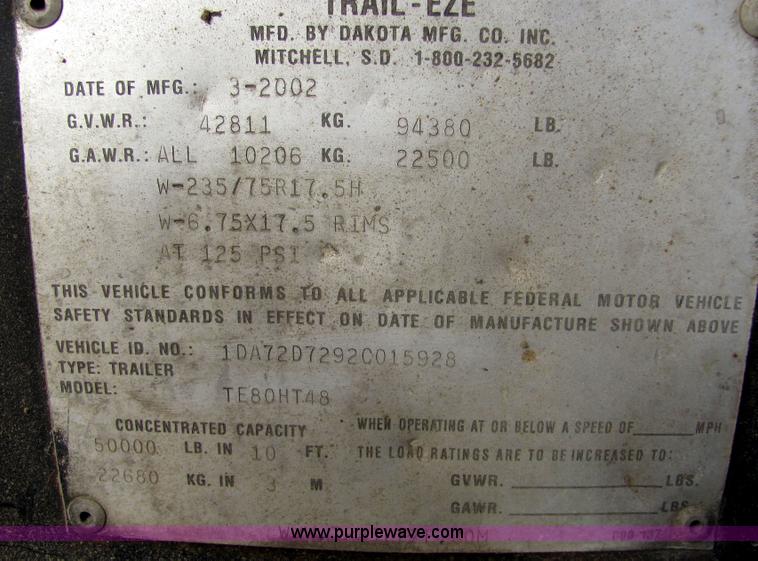 TRAIL-EZE
MFD. BY DAKOTA MFG. CO. INC.
MITCHELL, S.D. 1-800-232-5682
DATE OF MFG.: 3-2002
G.V.W.R.: 42811 KG. 94380 LB.
G.A.W.R.: ALL 10206 KG. 22500 LB.
W-235/75R17.5H
W-6.75X17.5 RIMS
AT 125 PSI
THIS VEHICLE CONFORMS TO ALL APPLICABLE FEDERAL MOTOR VEHICLE
SAFETY STANDARDS IN EFFECT ON DATE OF MANUFACTURE SHOWN ABOVE
VEHICLE ID. NO.: 1DA72D7292C015928
TYPE: TRAILER
MODEL: TE80HT48
CONCENTRATED CAPACITY
50000 LB. IN 10 FT.
22680 KG. IN 3 M
WHEN OPERATING AT OR BELOW A SPEED OF______MPH
THE LOAD RATINGS ARE TO BE INCREASED TO:
GVWR.______LBS.
GAWR.______LBS.
www.purplewave.com